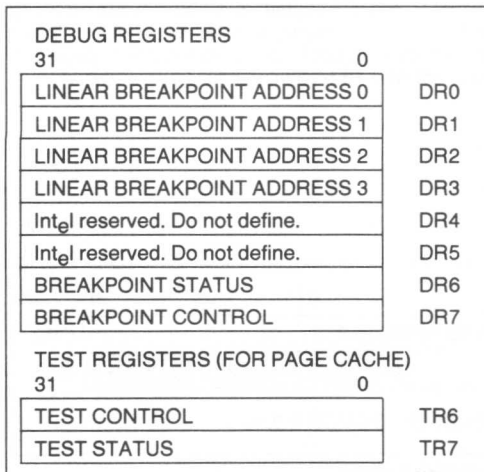 DEBUG REGISTERS
31 0
LINEAR BREAKPOINT ADDRESS 0 DR0
LINEAR BREAKPOINT ADDRESS 1 DR1
LINEAR BREAKPOINT ADDRESS 2 DR2
LINEAR BREAKPOINT ADDRESS 3 DR3
Intel reserved. Do not define. DR4
Intel reserved. Do not define. DR5
BREAKPOINT STATUS DR6
BREAKPOINT CONTROL DR7
TEST REGISTERS (FOR PAGE CACHE)
31 0
TEST CONTROL TR6
TEST STATUS TR7